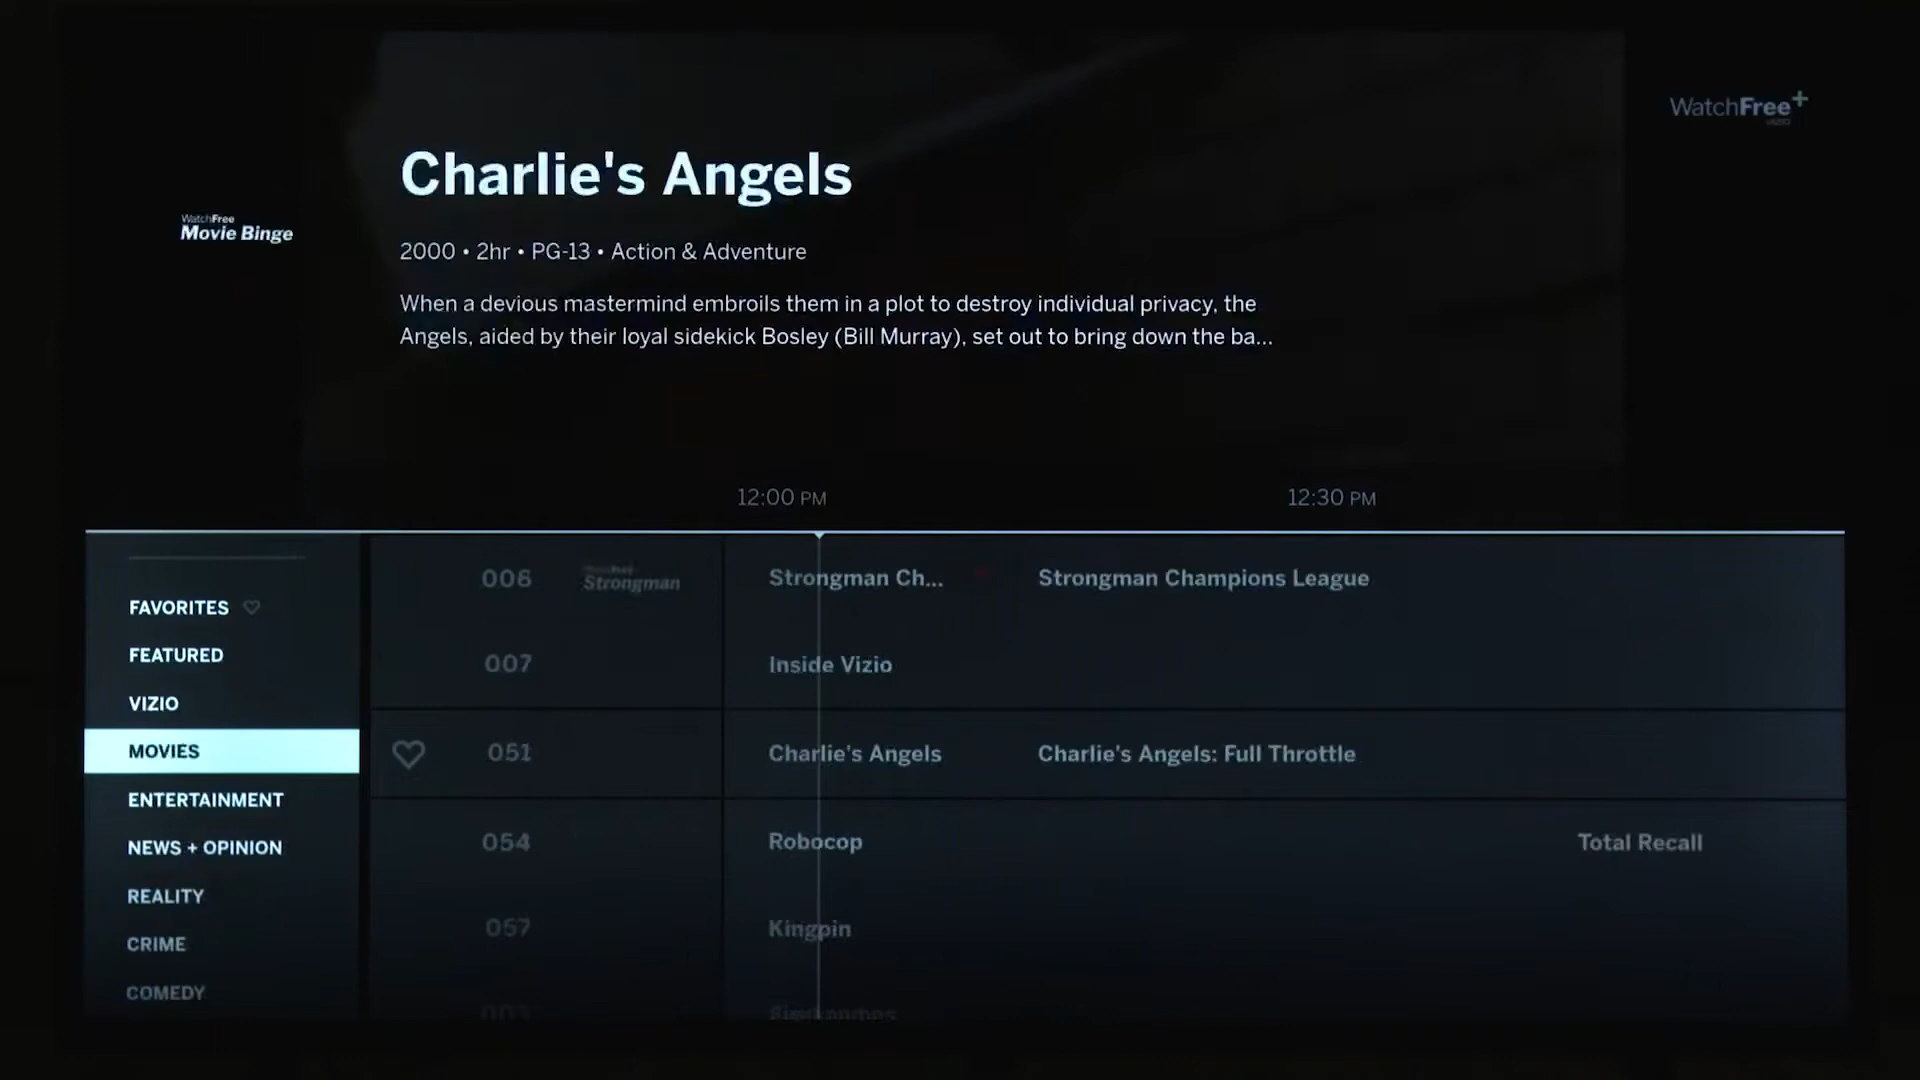 WatchFree+
VIZIO
Charlie's Angels
WatchFree
Movie Binge
2000 • 2hr • PG-13 • Action & Adventure
When a devious mastermind embroils them in a plot to destroy individual privacy, the
Angels, aided by their loyal sidekick Bosley (Bill Murray), set out to bring down the ba...
12:00 PM
12:30 PM
FAVORITES
FEATURED
VIZIO
MOVIES
ENTERTAINMENT
NEWS + OPINION
REALITY
CRIME
COMEDY
006 Strongman Strongman Ch... Strongman Champions League
007 Inside Vizio
051 Charlie's Angels Charlie's Angels: Full Throttle
054 Robocop Total Recall
057 Kingpin